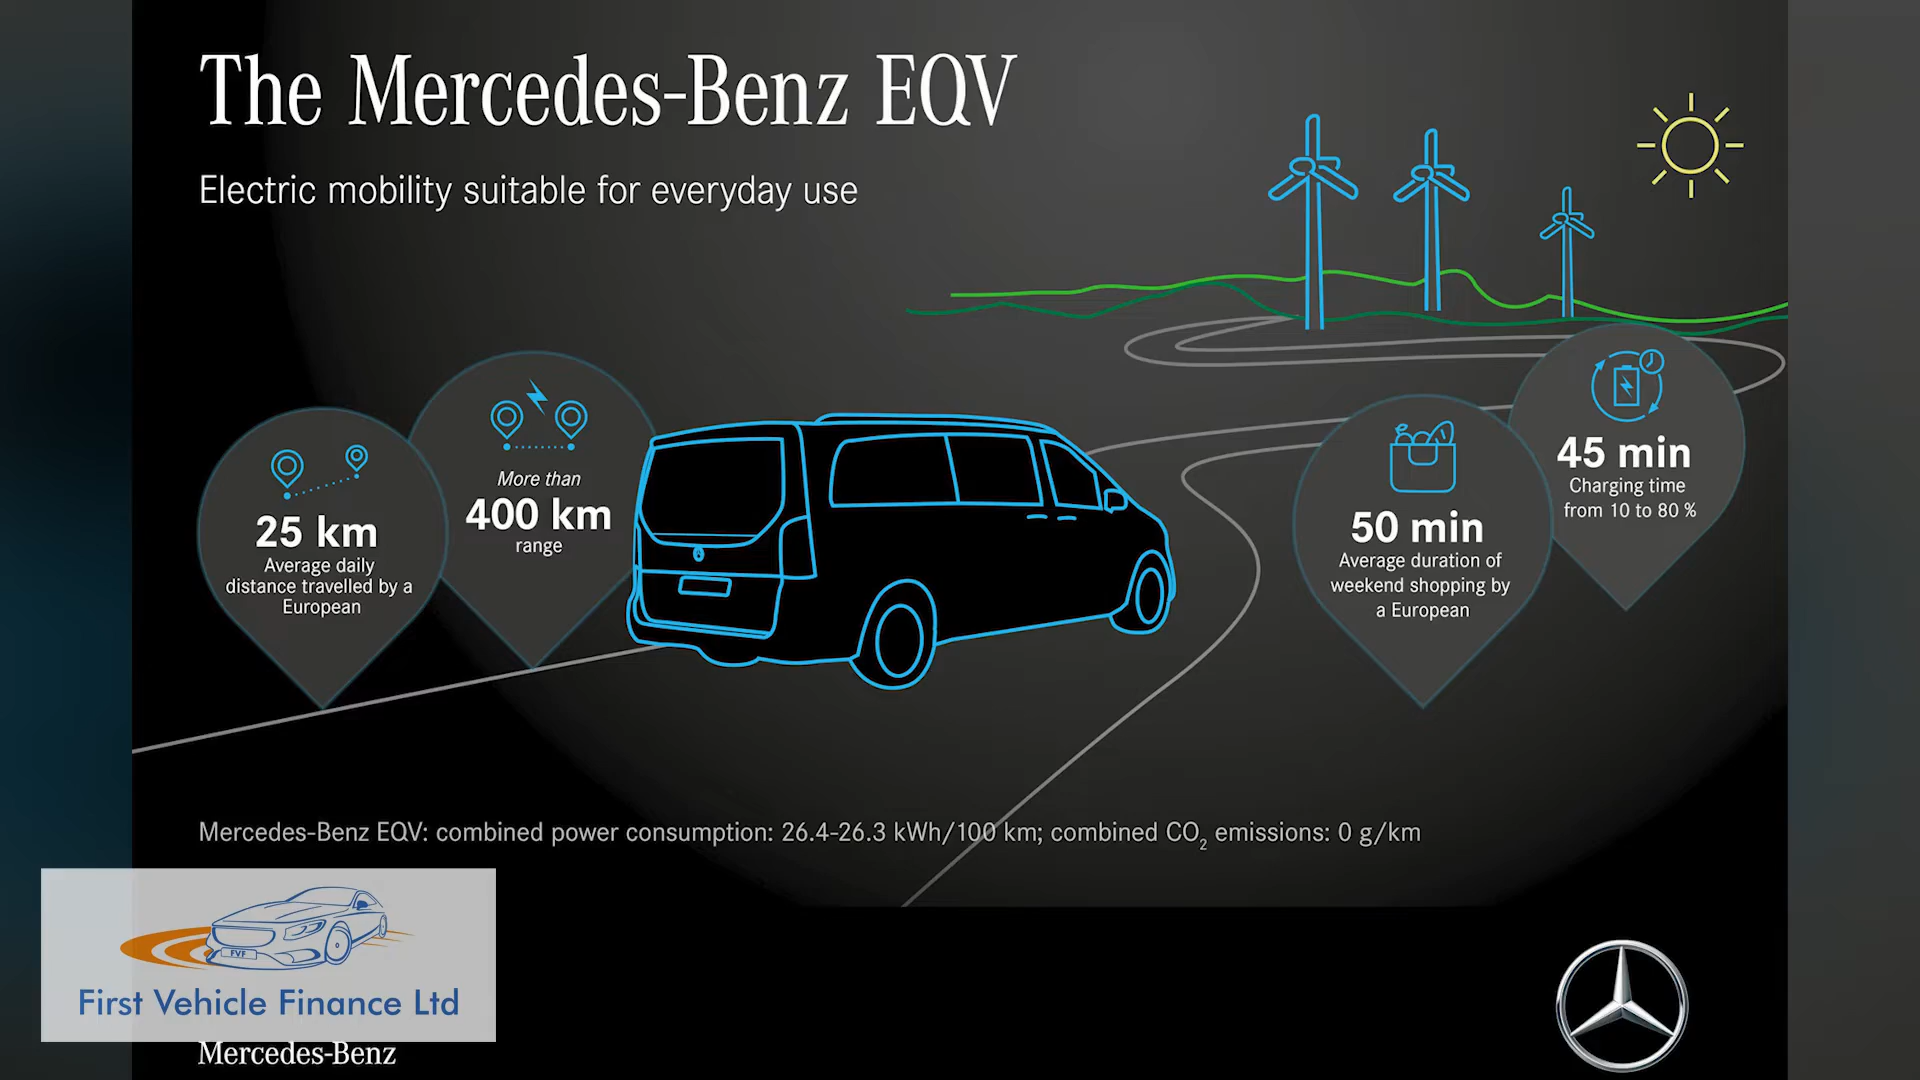 The Mercedes-Benz EQV
Electric mobility suitable for everyday use
25 km
Average daily
distance travelled by a
European
More than
400 km
range
50 min
Average duration of
weekend shopping by
a European
45 min
Charging time
from 10 to 80 %
Mercedes-Benz EQV: combined power consumption: 26.4-26.3 kWh/100 km; combined CO₂ emissions: 0 g/km
FVF
First Vehicle Finance Ltd
Mercedes-Benz